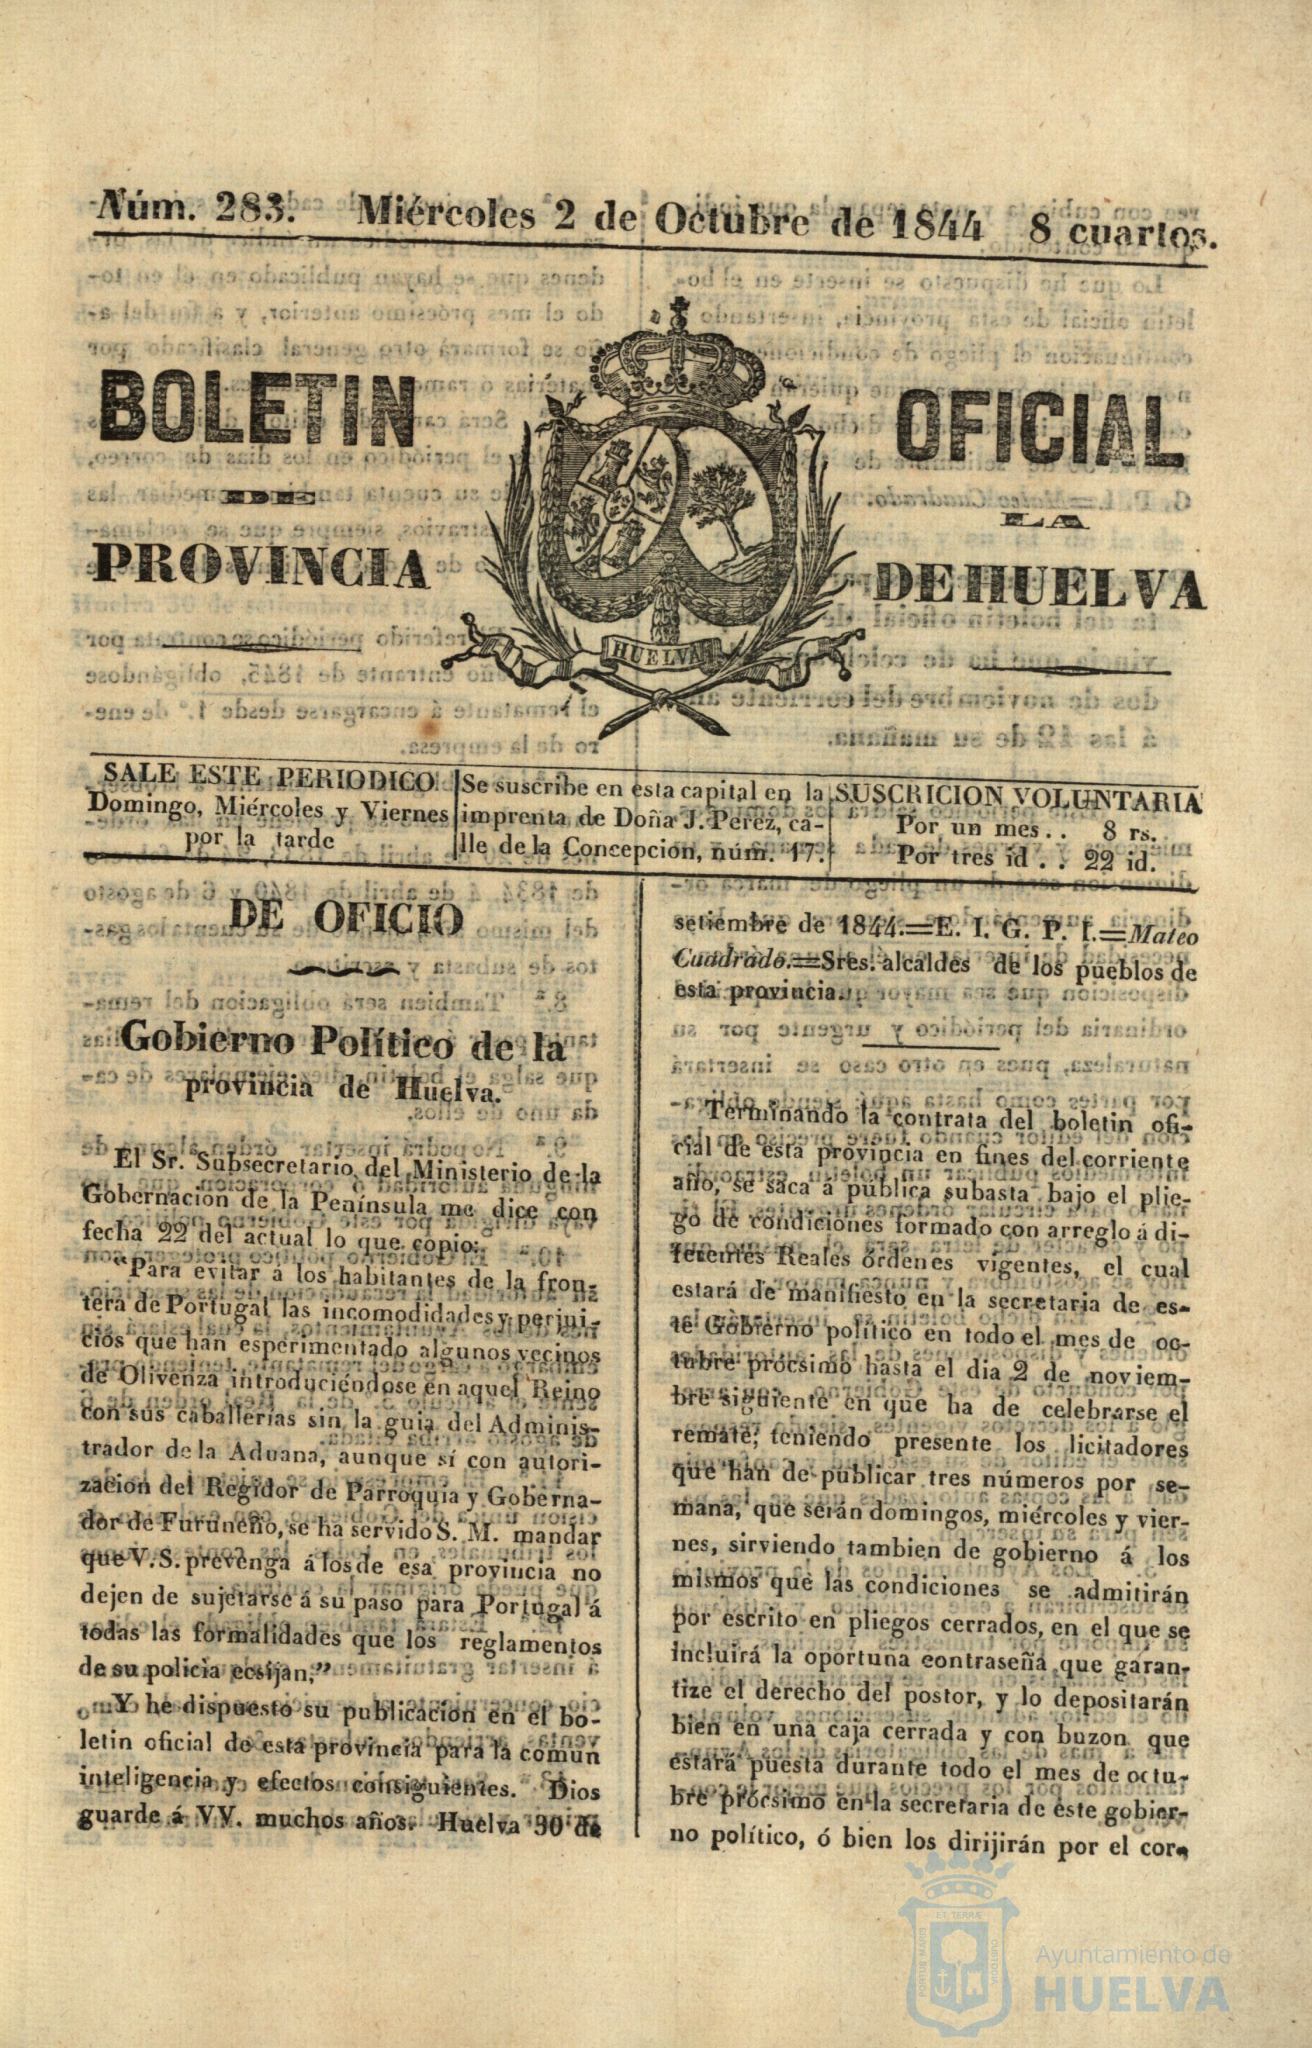 Núm. 283. Miércoles 2 de Octubre de 1844 8 cuartos.
BOLETIN OFICIAL
DE LA
PROVINCIA DE HUELVA
HUELVA
SALE ESTE PERIODICO
Domingo, Miércoles y Viernes
por la tarde
Se suscribe en esta capital en la
imprenta de Doña J. Perez, ca-
lle de la Concepcion, núm. 17.
SUSCRICION VOLUNTARIA
Por un mes . . 8 rs.
Por tres id . . 22 id.
DE OFICIO
Gobierno Político de la
provincia de Huelva.
El Sr. Subsecretario del Ministerio de la
Gobernacion de la Península me dice con
fecha 22 del actual lo que copio:
“Para evitar á los habitantes de la fron-
tera de Portugal las incomodidades y perjui-
cios que han esperimentado algunos vecinos
de Olivenza introduciéndose en aquel Reino
con sus caballerías sin la guia del Adminis-
trador de la Aduana, aunque sí con autori-
zacion del Regidor de Parroquia y Goberna-
dor de Furuneño, se ha servido S. M. mandar
que V. S. prevenga á los de esa provincia no
dejen de sujetarse á su paso para Portugal á
todas las formalidades que los reglamentos
de su policia ecsijan,”
Y he dispuesto su publicacion en el bo-
letin oficial de esta provincia para la comun
inteligencia y efectos consiguientes. Dios
guarde á VV. muchos años. Huelva 30 de
setiembre de 1844.=E. I. G. P. I.=Mateo
Cuadrado.=Sres. alcaldes de los pueblos de
esta provincia.
Terminando la contrata del boletin ofi-
cial de esta provincia en fines del corriente
año, se saca á pública subasta bajo el plie-
go de condiciones formado con arreglo á di-
ferentes Reales órdenes vigentes, el cual
estará de manifiesto en la secretaria de es-
te Gobierno político en todo el mes de oc-
tubre prócsimo hasta el dia 2 de noviem-
bre siguiente en que ha de celebrarse el
remate; teniendo presente los licitadores
que han de publicar tres números por se-
mana, que serán domingos, miércoles y vier-
nes, sirviendo tambien de gobierno á los
mismos que las condiciones se admitirán
por escrito en pliegos cerrados, en el que se
incluirá la oportuna contraseña que garan-
tize el derecho del postor, y lo depositarán
bien en una caja cerrada y con buzon que
estará puesta durante todo el mes de octu-
bre prócsimo en la secretaria de este gobier-
no político, ó bien los dirijirán por el cor-
Ayuntamiento de
HUELVA